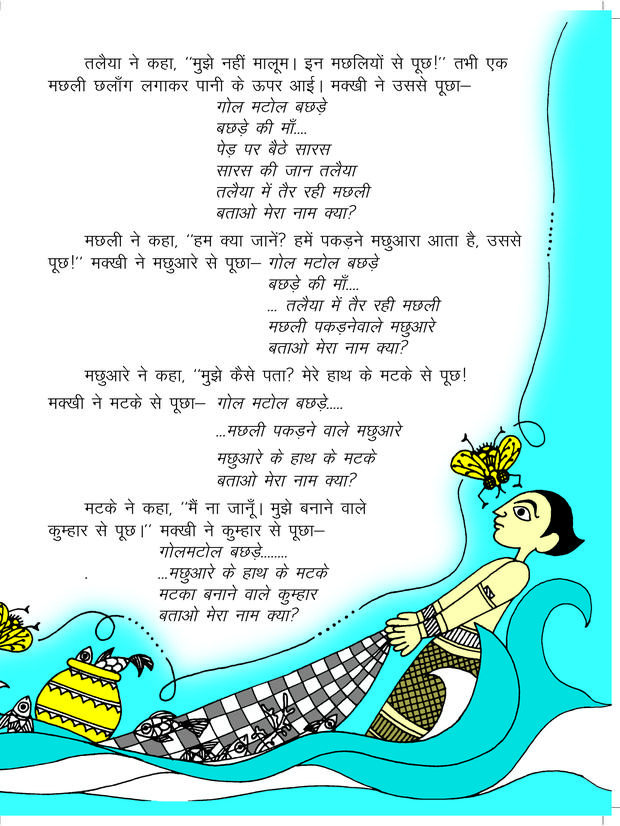 तलैया ने कहा, ‘‘मुझे नहीं मालूम। इन मछलियों से पूछ!’’ तभी एक
मछली छलाँग लगाकर पानी के ऊपर आई। मक्खी ने उससे पूछा–
गोल मटोल बछड़े
बछड़े की माँ....
पेड़ पर बैठे सारस
सारस की जान तलैया
तलैया में तैर रही मछली
बताओ मेरा नाम क्या?
मछली ने कहा, ‘‘हम क्या जानें? हमें पकड़ने मछुआरा आता है, उससे
पूछ!’’ मक्खी ने मछुआरे से पूछा– गोल मटोल बछड़े
बछड़े की माँ....
... तलैया में तैर रही मछली
मछली पकड़नेवाले मछुआरे
बताओ मेरा नाम क्या?
मछुआरे ने कहा, ‘‘मुझे कैसे पता? मेरे हाथ के मटके से पूछ!
मक्खी ने मटके से पूछा– गोल मटोल बछड़े.....
...मछली पकड़ने वाले मछुआरे
मछुआरे के हाथ के मटके
बताओ मेरा नाम क्या?
मटके ने कहा, ‘‘मैं ना जानूँ। मुझे बनाने वाले
कुम्हार से पूछ।’’ मक्खी ने कुम्हार से पूछा–
गोलमटोल बछड़े........
...मछुआरे के हाथ के मटके
मटका बनाने वाले कुम्हार
बताओ मेरा नाम क्या?